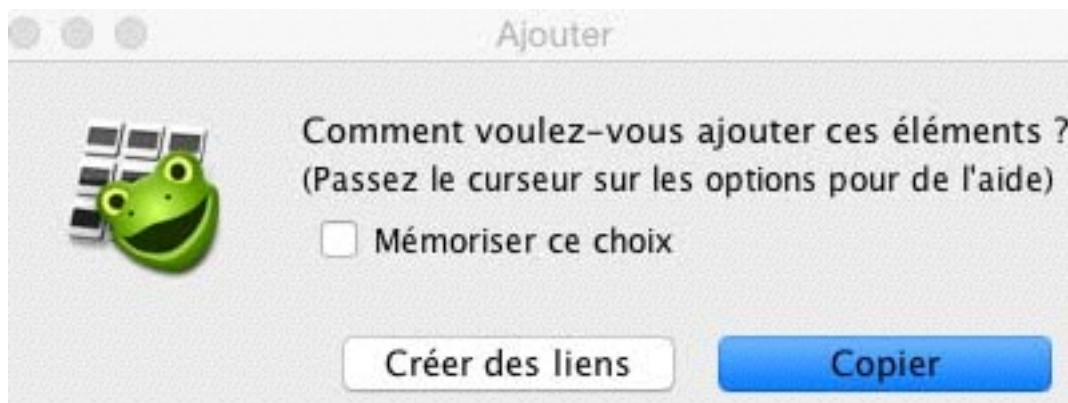 Ajouter
Comment voulez-vous ajouter ces éléments ?
(Passez le curseur sur les options pour de l'aide)
Mémoriser ce choix
Créer des liens
Copier